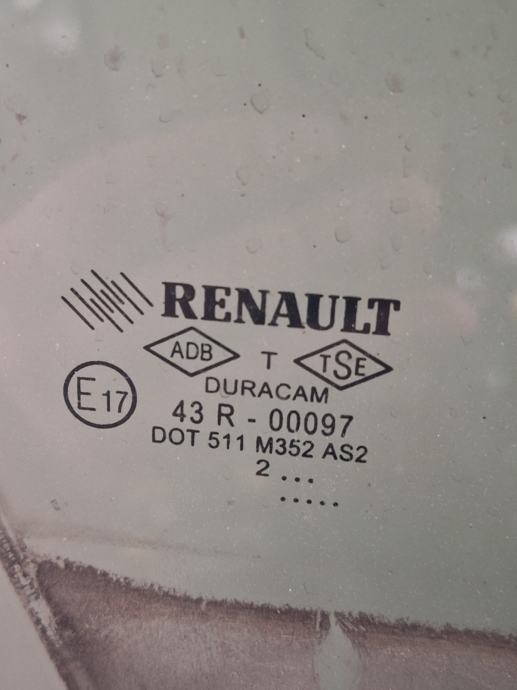 RENAULT
ADB T TSE
DURACAM
E17 43 R - 00097
DOT 511 M352 AS2
2 ...
.....